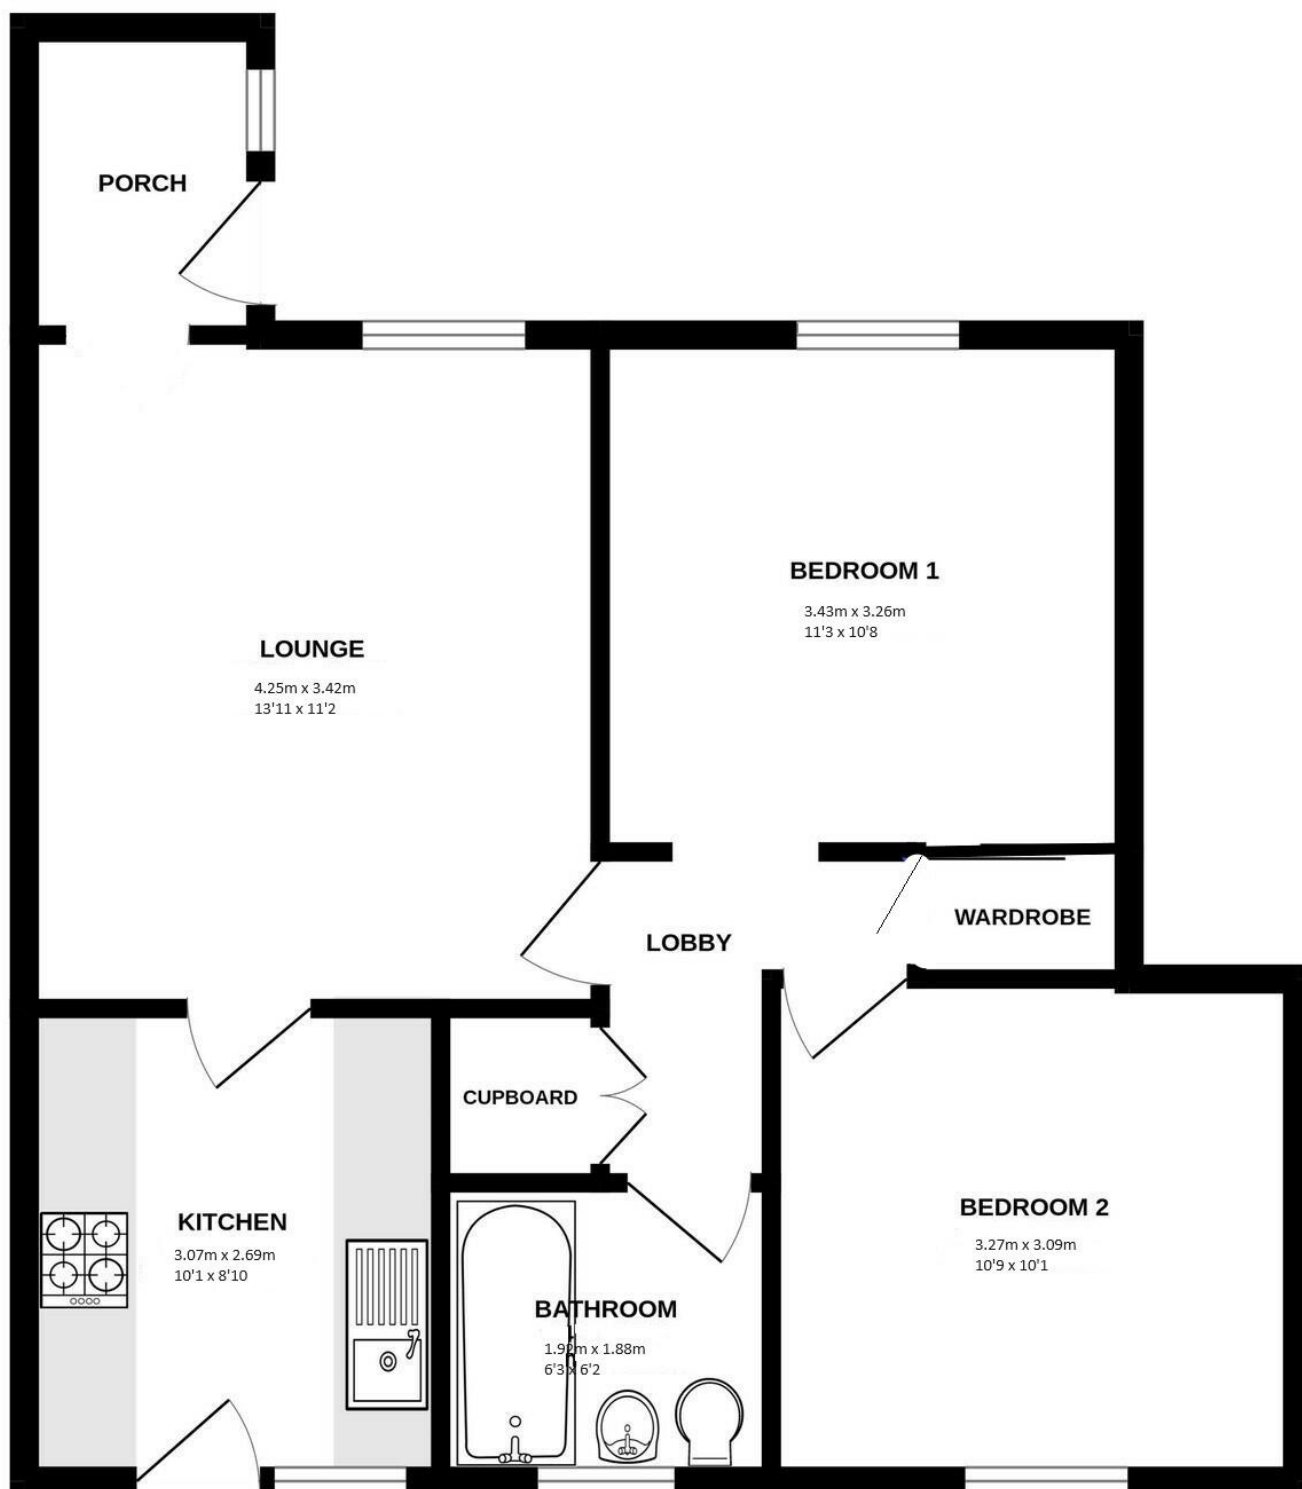 PORCH
BEDROOM 1
3.43m x 3.26m
11'3 x 10'8
LOUNGE
4.25m x 3.42m
13'11 x 11'2
WARDROBE
LOBBY
CUPBOARD
KITCHEN
3.07m x 2.69m
10'1 x 8'10
BEDROOM 2
3.27m x 3.09m
10'9 x 10'1
BATHROOM
1.92m x 1.88m
6'3 x 6'2